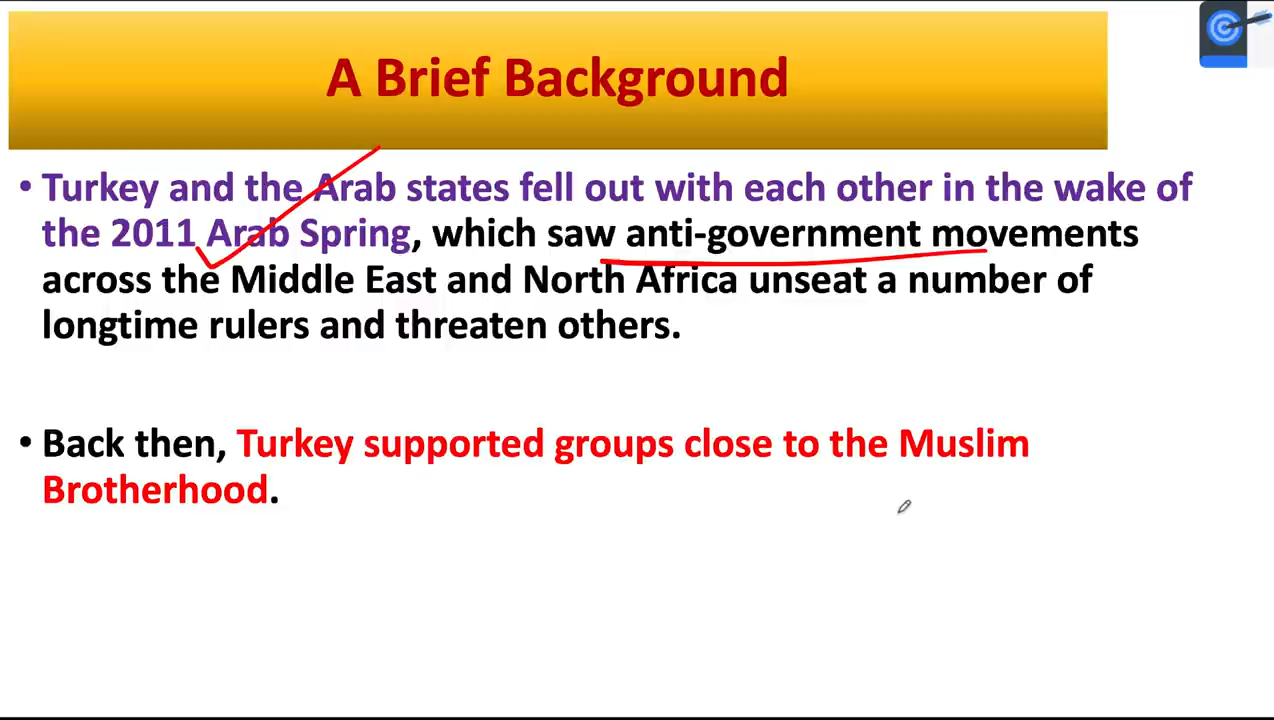 A Brief Background
• Turkey and the Arab states fell out with each other in the wake of
the 2011 Arab Spring, which saw anti-government movements
across the Middle East and North Africa unseat a number of
longtime rulers and threaten others.
• Back then, Turkey supported groups close to the Muslim
Brotherhood.